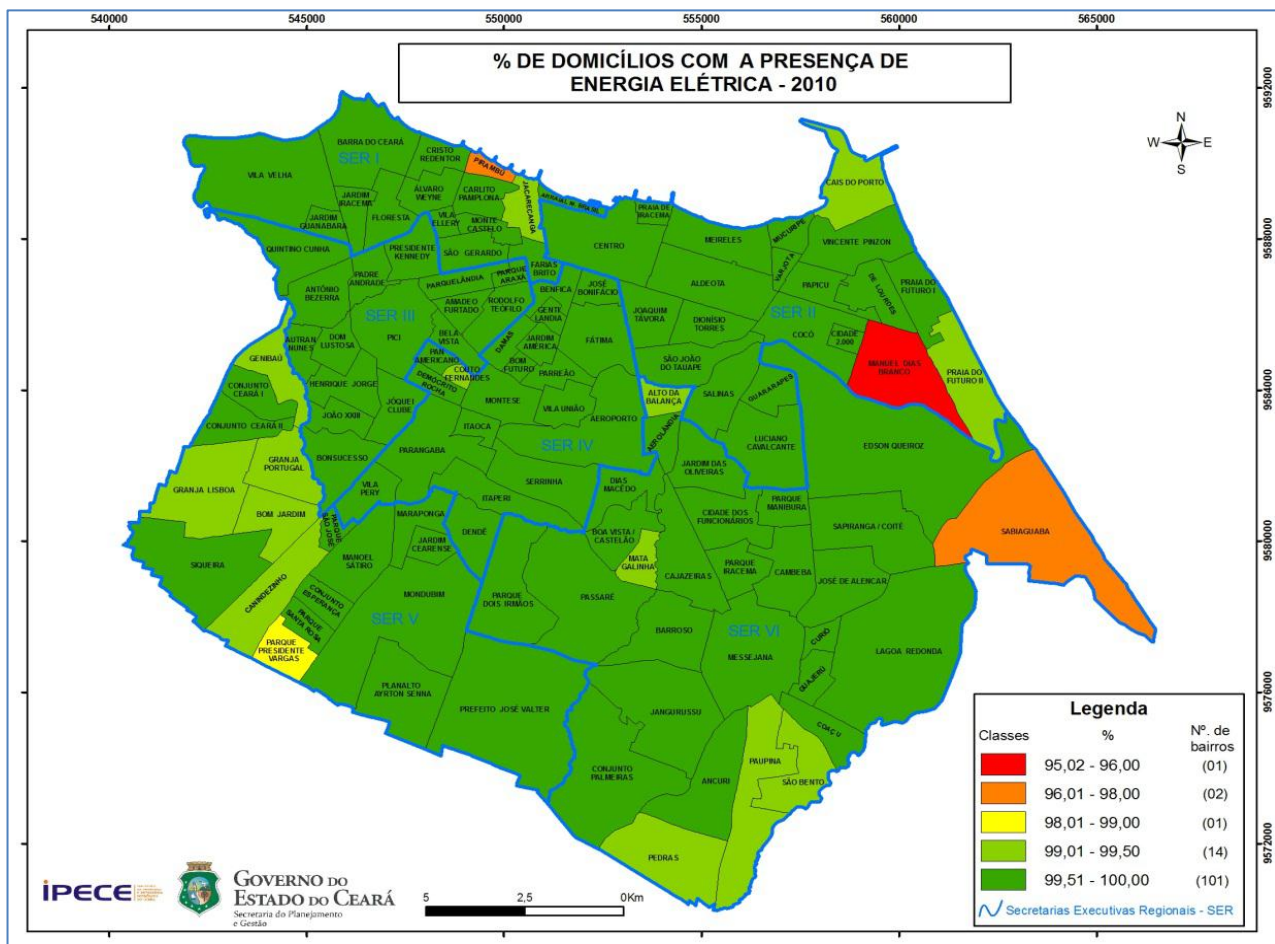 540000 545000 550000 555000 560000 565000
% DE DOMICÍLIOS COM A PRESENÇA DE
ENERGIA ELÉTRICA - 2010
9592000
N
W E
S
BARRA DO CEARÁ
SER I
CRISTO
REDENTOR
PIRAMBÚ
VILA VELHA
JACARECANGA
ÁLVARO
WEYNE
CARLITO
PAMPLONA
JARDIM
IRACEMA
JARDIM
GUANABARA
FLORESTA
VILA
ELLERY
MONTE
CASTELO
ARRAIAL M. BRASIL
PRAIA DE
IRACEMA
CAIS DO PORTO
9588000
QUINTINO CUNHA
PRESIDENTE
KENNEDY
SÃO GERARDO
CENTRO
MEIRELES
MUCURIPE
VINCENTE PINZON
VARJOTA
PADRE
ANDRADE
PARQUELÂNDIA
PARQUE
ARAXÁ
FARIAS
BRITO
BENFICA
JOSÉ
BONIFÁCIO
ALDEOTA
PAPICU
DE LOURDES
PRAIA DO
FUTURO I
ANTÔNIO
BEZERRA
AMADEO
FURTADO
RODOLFO
TEOFILO
GENTE
LANDIA
JOAQUIM
TÁVORA
DIONÍSIO
TORRES
SER II
SER III
AUTRAN
NUNES
DOM
LUSTOSA
PICI
BELA
VISTA
DAMAS
JARDIM
AMÉRICA
FÁTIMA
COCÓ
CIDADE
2.000
GENIBAÚ
PAN
AMERICANO
COUTO
FERNANDES
BOM
FUTURO
PARREÃO
SÃO JOÃO
DO TAUAPE
MANUEL DIAS
BRANCO
PRAIA DO
FUTURO II
CONJUNTO
CEARÁ I
HENRIQUE JORGE
DEMÓCRITO
ROCHA
ALTO DA
BALANÇA
SALINAS
GUARARAPES
9584000
JOÃO XXIII
JÓQUEI
CLUBE
MONTESE
VILA UNIÃO
AEROPORTO
CONJUNTO CEARÁ II
ITAOCA
AEROLÂNDIA
LUCIANO
CAVALCANTE
EDSON QUEIROZ
GRANJA
PORTUGAL
BONSUCESSO
PARANGABA
SER IV
JARDIM DAS
OLIVEIRAS
GRANJA LISBOA
VILA
PERY
SERRINHA
DIAS
MACÊDO
ITAPERI
PARQUE
MANIBURA
BOM JARDIM
PARQUE
SÃO JOSÉ
MARAPONGA
CIDADE DOS
FUNCIONÁRIOS
SAPIRANGA / COITÉ
SABIAGUABA
DENDÊ
BOA VISTA /
CASTELÃO
JARDIM
CEARENSE
9580000
SIQUEIRA
MANOEL
SÁTIRO
MATA
GALINHA
CAJAZEIRAS
PARQUE
IRACEMA
CAMBEBA
JOSÉ DE ALENCAR
CANINDEZINHO
CONJUNTO
ESPERANÇA
MONDUBIM
PARQUE
DOIS IRMÃOS
PASSARÉ
PARQUE
SANTA ROSA
SER V
BARROSO
SER VI
CURIÓ
LAGOA REDONDA
PARQUE
PRESIDENTE
VARGAS
MESSEJANA
GUAJERÚ
PLANALTO
AYRTON SENNA
PREFEITO JOSÉ VALTER
JANGURUSSU
COAÇU
9576000
CONJUNTO
PALMEIRAS
ANCURI
PAUPINA
SÃO BENTO
PEDRAS
9572000
Legenda
Classes % Nº. de
bairros
95,02 - 96,00 (01)
96,01 - 98,00 (02)
98,01 - 99,00 (01)
99,01 - 99,50 (14)
99,51 - 100,00 (101)
Secretarias Executivas Regionais - SER
IPECE
GOVERNO DO
ESTADO DO CEARÁ
Secretaria do Planejamento
e Gestão
5 2,5 0Km